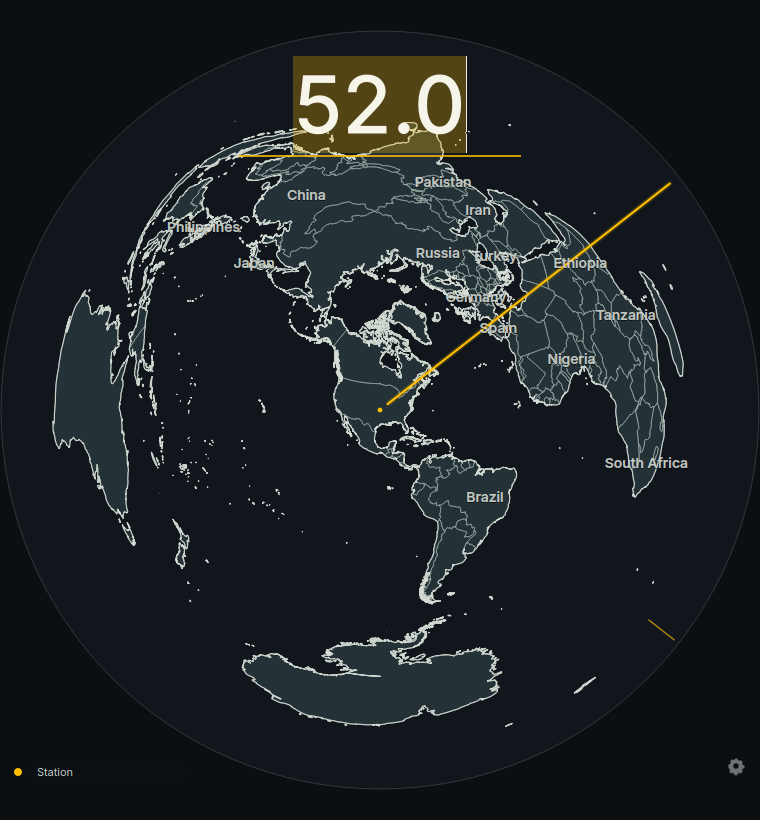 52.0
China
Pakistan
Iran
Philippines
Japan
Russia
Turkey
Ethiopia
Germany
Tanzania
Spain
Nigeria
South Africa
Brazil
Station